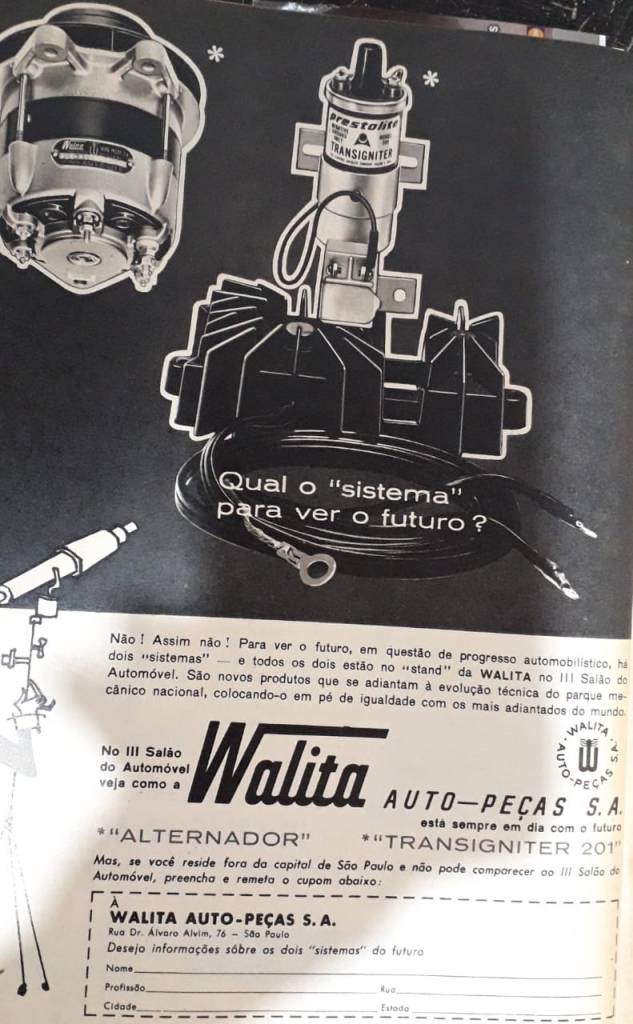 Walita
prestolite
TRANSIGNITER
Qual o "sistema"
para ver o futuro?
Não! Assim não! Para ver o futuro, em questão de progresso automobilístico, há
dois "sistemas" — e todos os dois estão no "stand" da WALITA no III Salão do
Automóvel. São novos produtos que se adiantam à evolução técnica do parque me-
cânico nacional, colocando-o em pé de igualdade com os mais adiantados do mundo.
No III Salão
do Automóvel
veja como a
Walita AUTO-PEÇAS S.A.
WALITA AUTO-PEÇAS S.A.
está sempre em dia com o futuro
*"ALTERNADOR" *"TRANSIGNITER 201"
Mas, se você reside fora da capital de São Paulo e não pode comparecer ao III Salão do
Automóvel, preencha e remeta o cupom abaixo:
À
WALITA AUTO-PEÇAS S.A.
Rua Dr. Álvaro Alvim, 76 – São Paulo
Desejo informações sôbre os dois "sistemas" do futuro
Nome
Profissão Rua
Cidade Estado